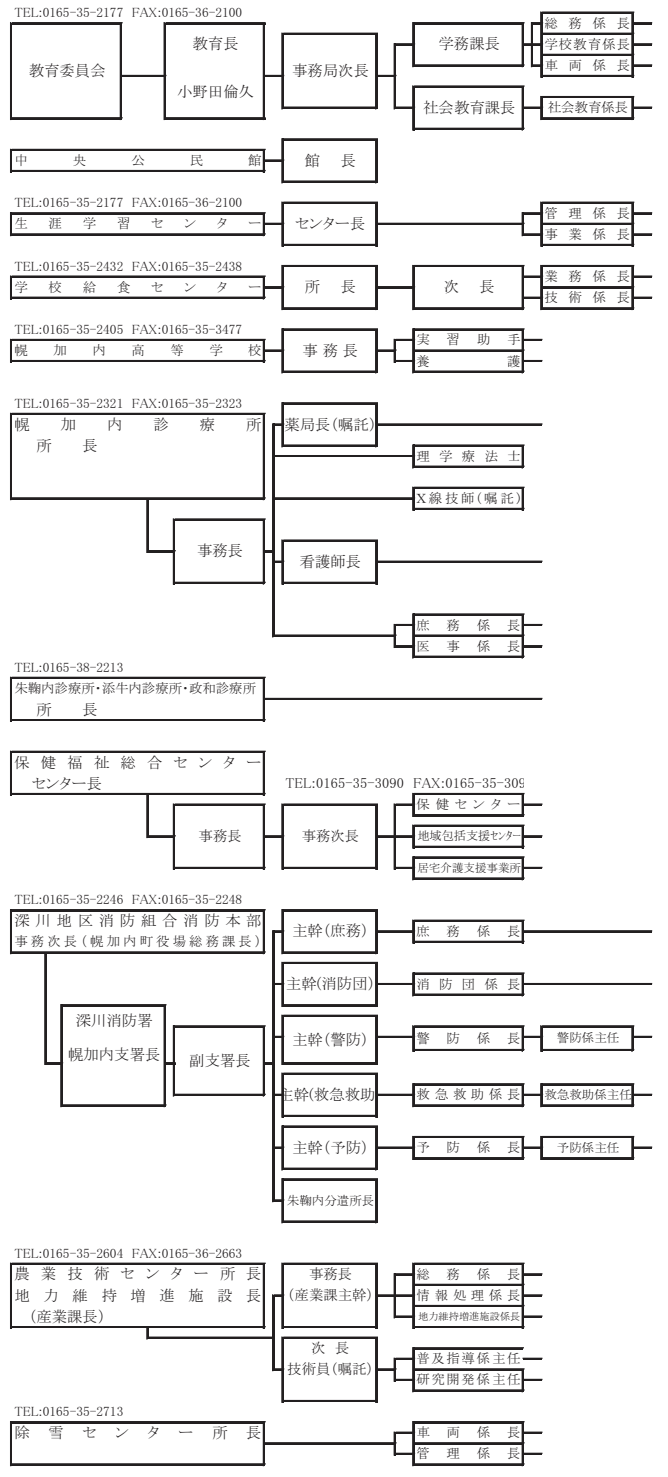 TEL:0165-35-2177 FAX:0165-36-2100
教育委員会
教育長
小野田倫久
事務局次長
学務課長
総務係長
学校教育係長
車両係長
社会教育課長
社会教育係長
中央公民館
館長
TEL:0165-35-2177 FAX:0165-36-2100
生涯学習センター
センター長
管理係長
事業係長
TEL:0165-35-2432 FAX:0165-35-2438
学校給食センター
所長
次長
業務係長
技術係長
TEL:0165-35-2405 FAX:0165-35-3477
幌加内高等学校
事務長
実習助手
養護
TEL:0165-35-2321 FAX:0165-35-2323
幌加内診療所
所長
事務長
薬局長(嘱託)
理学療法士
X線技師(嘱託)
看護師長
庶務係長
医事係長
TEL:0165-38-2213
朱鞠内診療所・添牛内診療所・政和診療所
所長
保健福祉総合センター
センター長
事務長
TEL:0165-35-3090 FAX:0165-35-309
事務次長
保健センター
地域包括支援センター
居宅介護支援事業所
TEL:0165-35-2246 FAX:0165-35-2248
深川地区消防組合消防本部
事務次長(幌加内町役場総務課長)
深川消防署
幌加内支署長
副支署長
主幹(庶務)
庶務係長
主幹(消防団)
消防団係長
主幹(警防)
警防係長
警防係主任
主幹(救急救助
救急救助係長
救急救助係主任
主幹(予防)
予防係長
予防係主任
朱鞠内分遣所長
TEL:0165-35-2604 FAX:0165-36-2663
農業技術センター所長
地力維持増進施設長
(産業課長)
事務長
(産業課主幹)
総務係長
情報処理係長
地力維持増進施設係長
次長
技術員(嘱託)
普及指導係主任
研究開発係主任
TEL:0165-35-2713
除雪センター所長
車両係長
管理係長